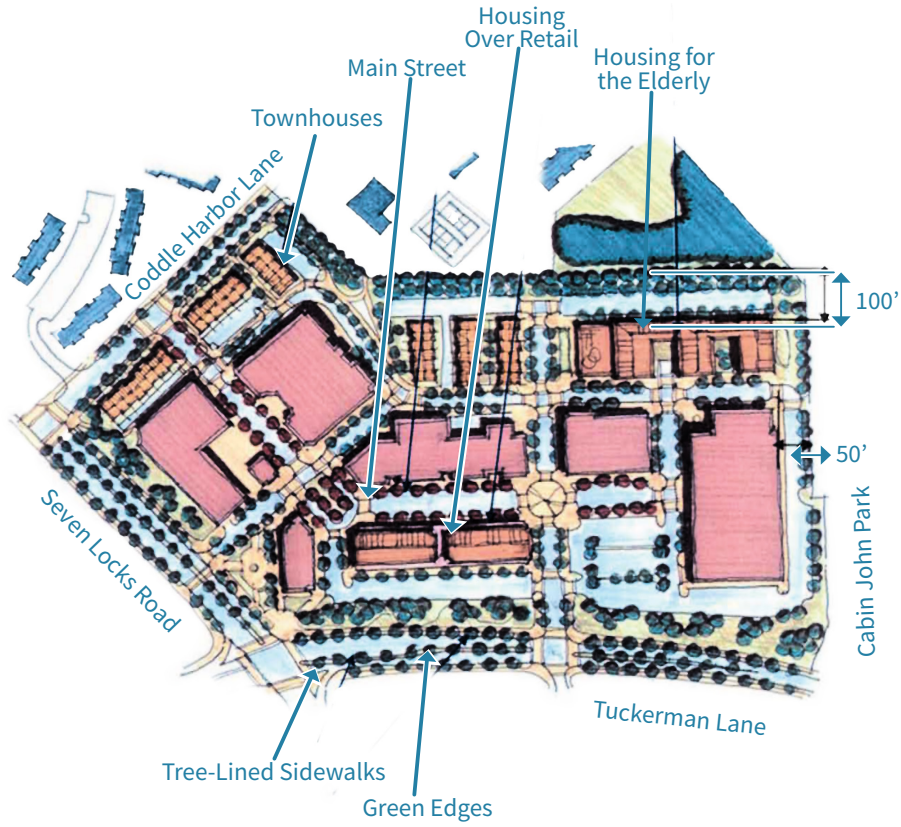 Housing
Over Retail
Housing for
the Elderly
Main Street
Townhouses
Coddle Harbor Lane
100’
50’
Seven Locks Road
Cabin John Park
Tuckerman Lane
Tree-Lined Sidewalks
Green Edges